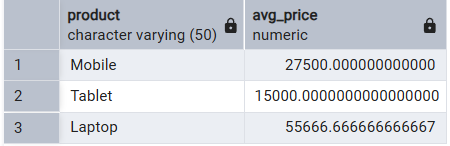 product avg_price
character varying (50) numeric
1 Mobile 27500.000000000000
2 Tablet 15000.0000000000000000
3 Laptop 55666.666666666667